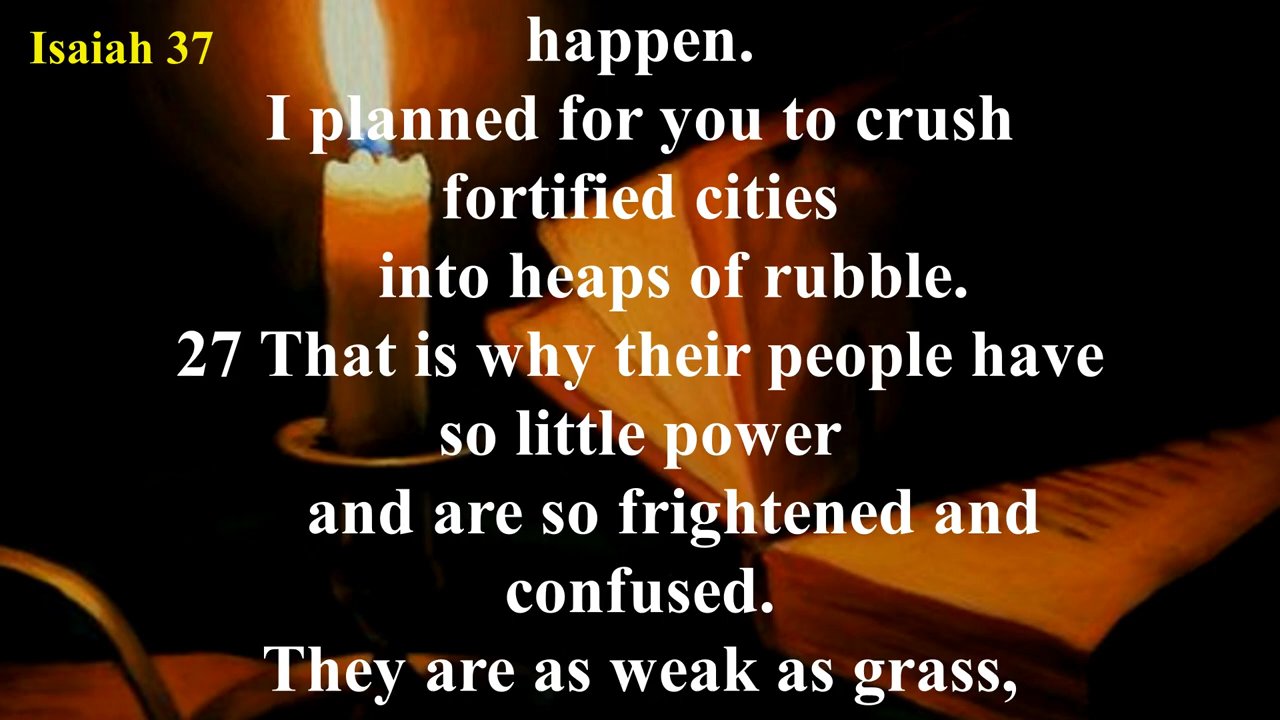 Isaiah 37
happen.
I planned for you to crush
fortified cities
into heaps of rubble.
27 That is why their people have
so little power
and are so frightened and
confused.
They are as weak as grass,